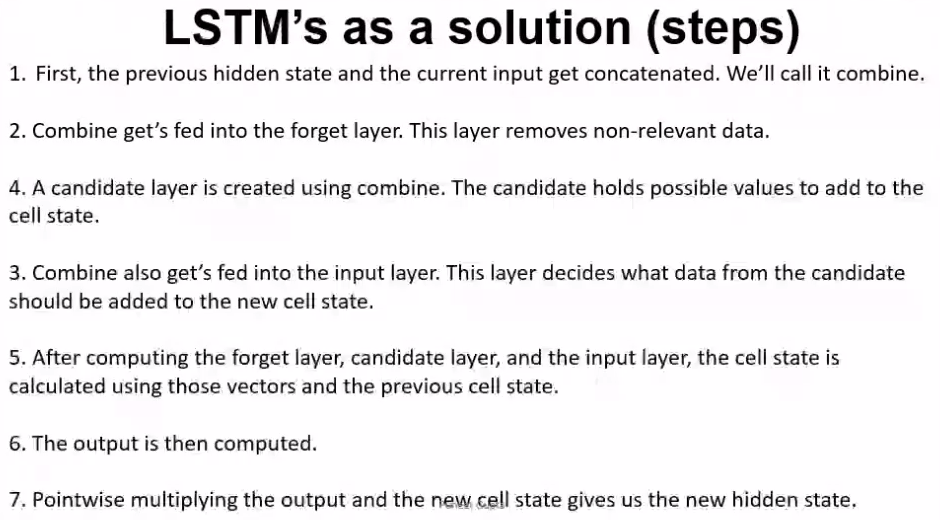 LSTM’s as a solution (steps)
1. First, the previous hidden state and the current input get concatenated. We’ll call it combine.
2. Combine get’s fed into the forget layer. This layer removes non-relevant data.
4. A candidate layer is created using combine. The candidate holds possible values to add to the
cell state.
3. Combine also get’s fed into the input layer. This layer decides what data from the candidate
should be added to the new cell state.
5. After computing the forget layer, candidate layer, and the input layer, the cell state is
calculated using those vectors and the previous cell state.
6. The output is then computed.
7. Pointwise multiplying the output and the new cell state gives us the new hidden state.